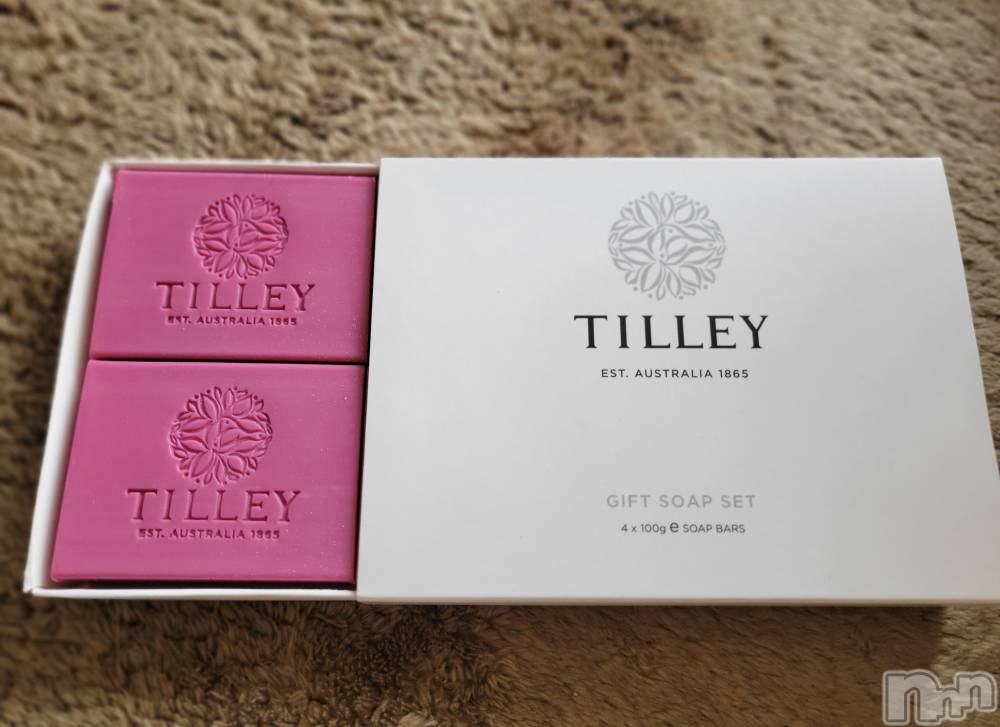 TILLEY
EST. AUSTRALIA 1865
TILLEY
EST. AUSTRALIA 1865
TILLEY
EST. AUSTRALIA 1865
GIFT SOAP SET
4 x 100g e SOAP BARS